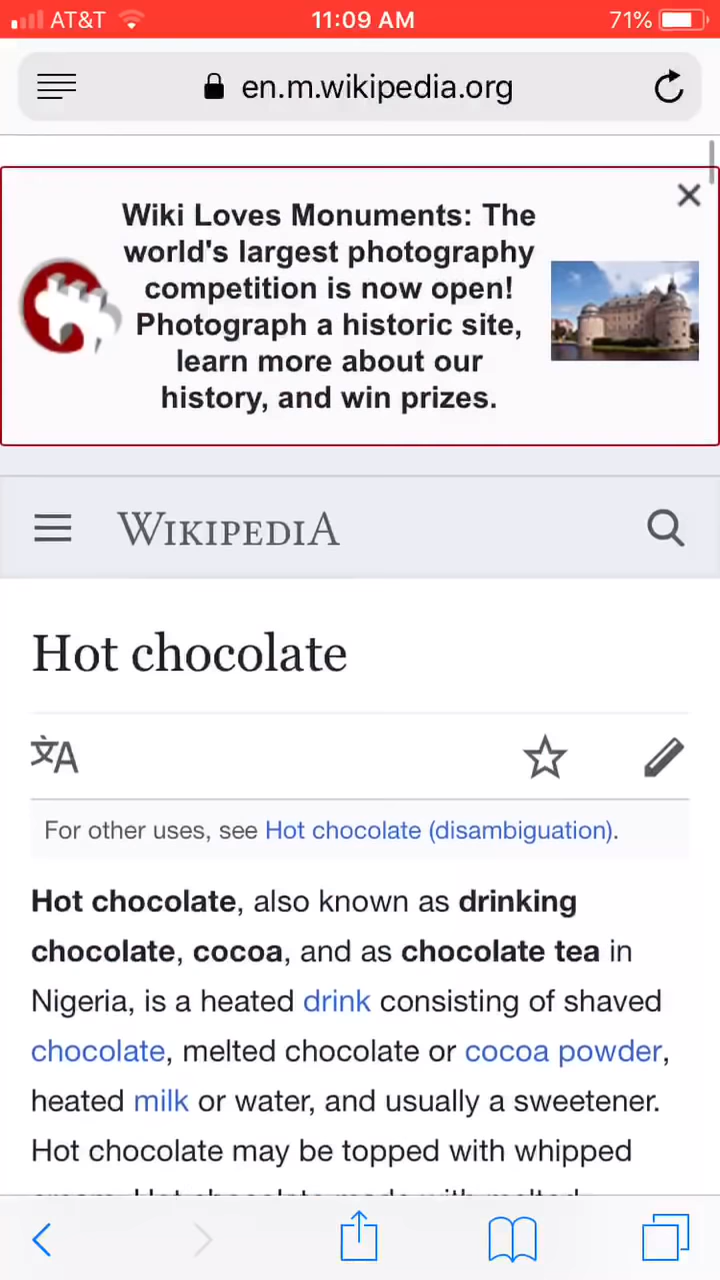 AT&T 11:09 AM 71%
en.m.wikipedia.org
Wiki Loves Monuments: The
world's largest photography
competition is now open!
Photograph a historic site,
learn more about our
history, and win prizes.
WIKIPEDIA
Hot chocolate
文A
For other uses, see Hot chocolate (disambiguation).
Hot chocolate, also known as drinking
chocolate, cocoa, and as chocolate tea in
Nigeria, is a heated drink consisting of shaved
chocolate, melted chocolate or cocoa powder,
heated milk or water, and usually a sweetener.
Hot chocolate may be topped with whipped